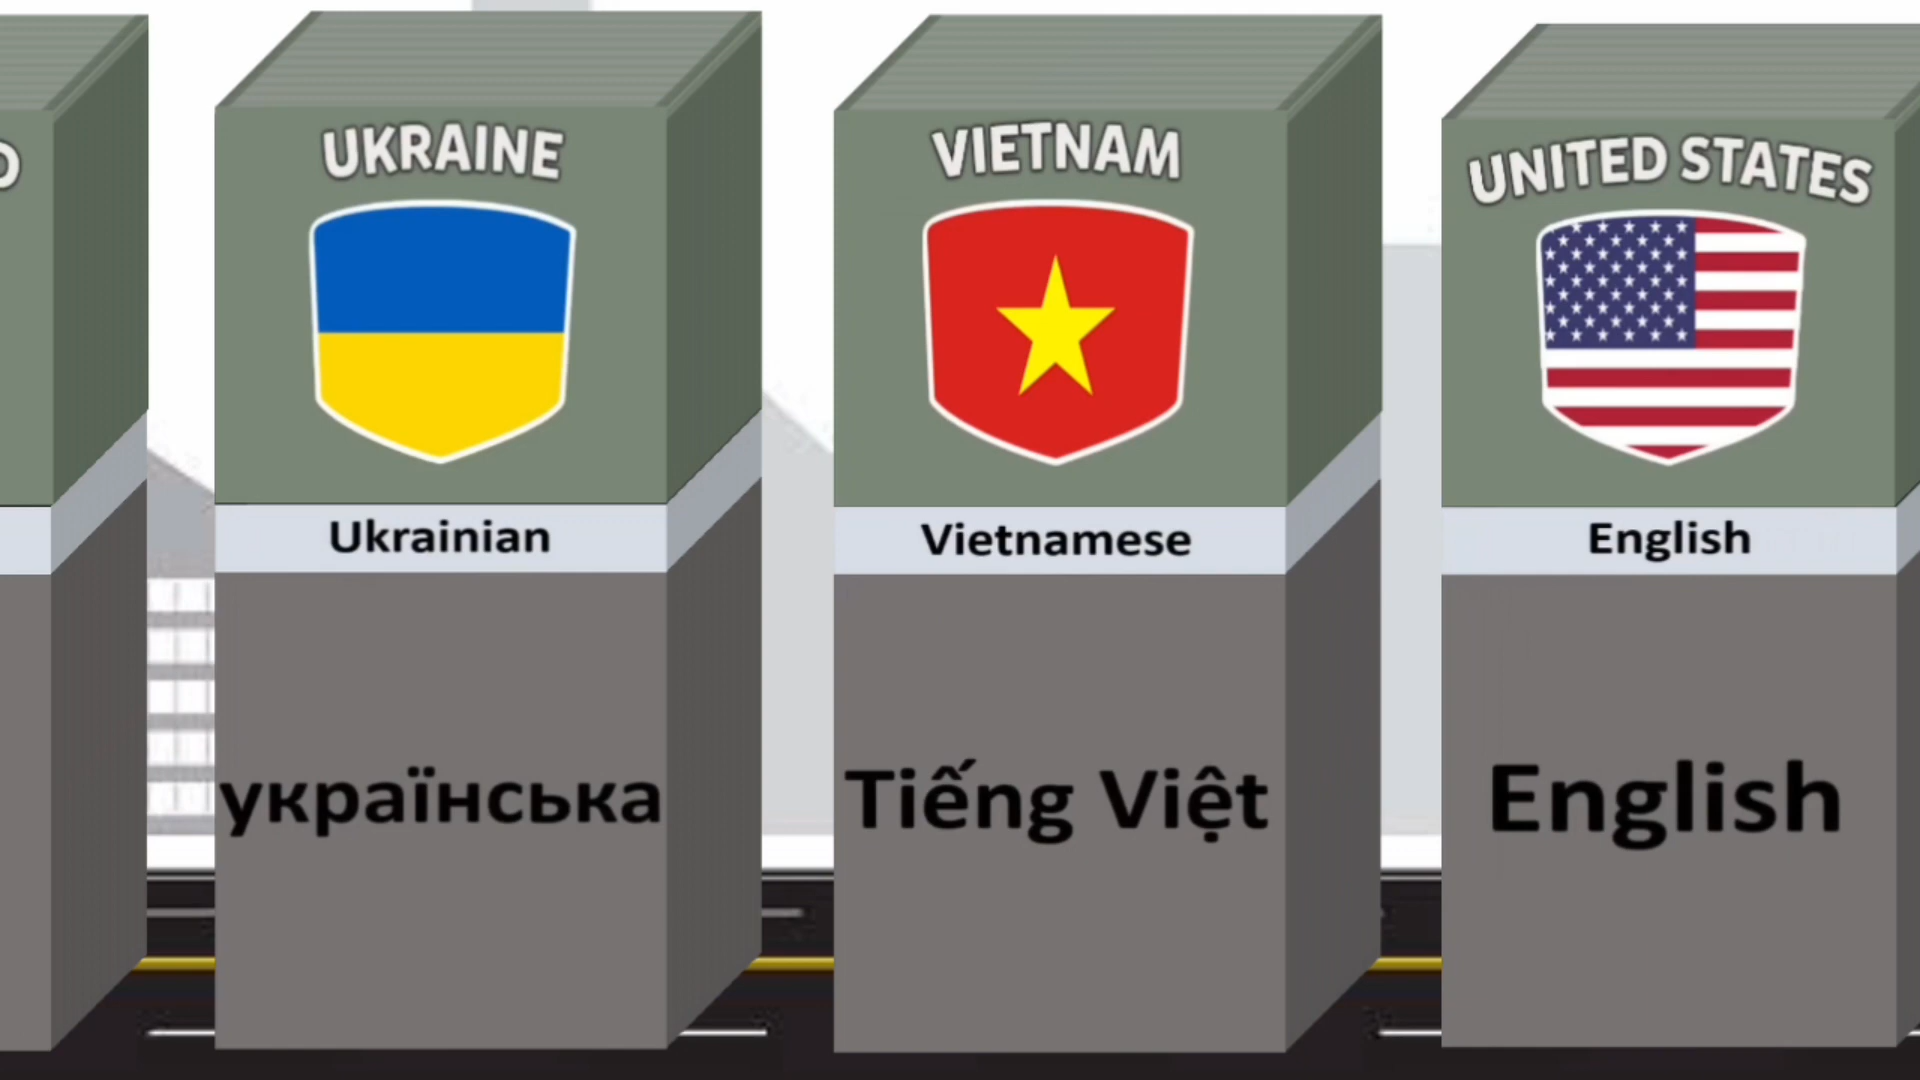 UKRAINE
Ukrainian
українська
VIETNAM
Vietnamese
Tiếng Việt
UNITED STATES
English
English